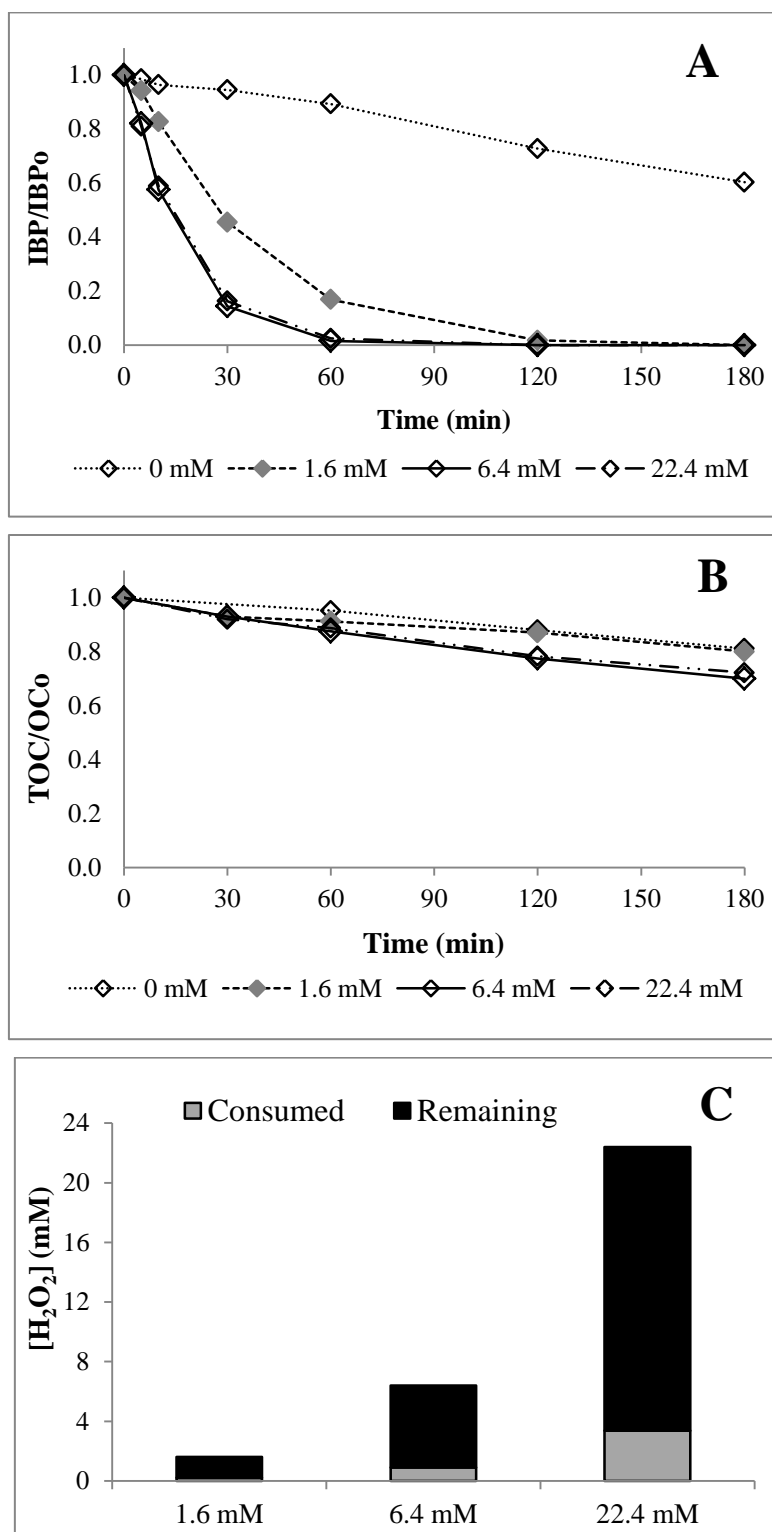 A
1.0
0.8
0.6
0.4
0.2
0.0
IBP/IBPo
0 30 60 90 120 150 180
Time (min)
0 mM 1.6 mM 6.4 mM 22.4 mM
B
1.0
0.8
0.6
0.4
0.2
0.0
TOC/OCo
0 30 60 90 120 150 180
Time (min)
0 mM 1.6 mM 6.4 mM 22.4 mM
C
Consumed Remaining
24
20
16
12
8
4
0
[H₂O₂] (mM)
1.6 mM 6.4 mM 22.4 mM